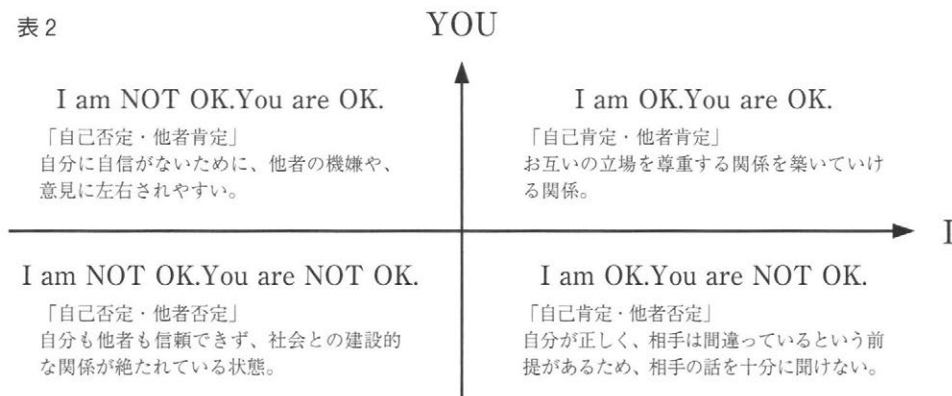 表2
YOU
I am NOT OK.You are OK.
「自己否定・他者肯定」
自分に自信がないために、他者の機嫌や、
意見に左右されやすい。
I am OK.You are OK.
「自己肯定・他者肯定」
お互いの立場を尊重する関係を築いていけ
る関係。
I
I am NOT OK.You are NOT OK.
「自己否定・他者否定」
自分も他者も信頼できず、社会との建設的
な関係が絶たれている状態。
I am OK.You are NOT OK.
「自己肯定・他者否定」
自分が正しく、相手は間違っているという前
提があるため、相手の話を十分に聞けない。